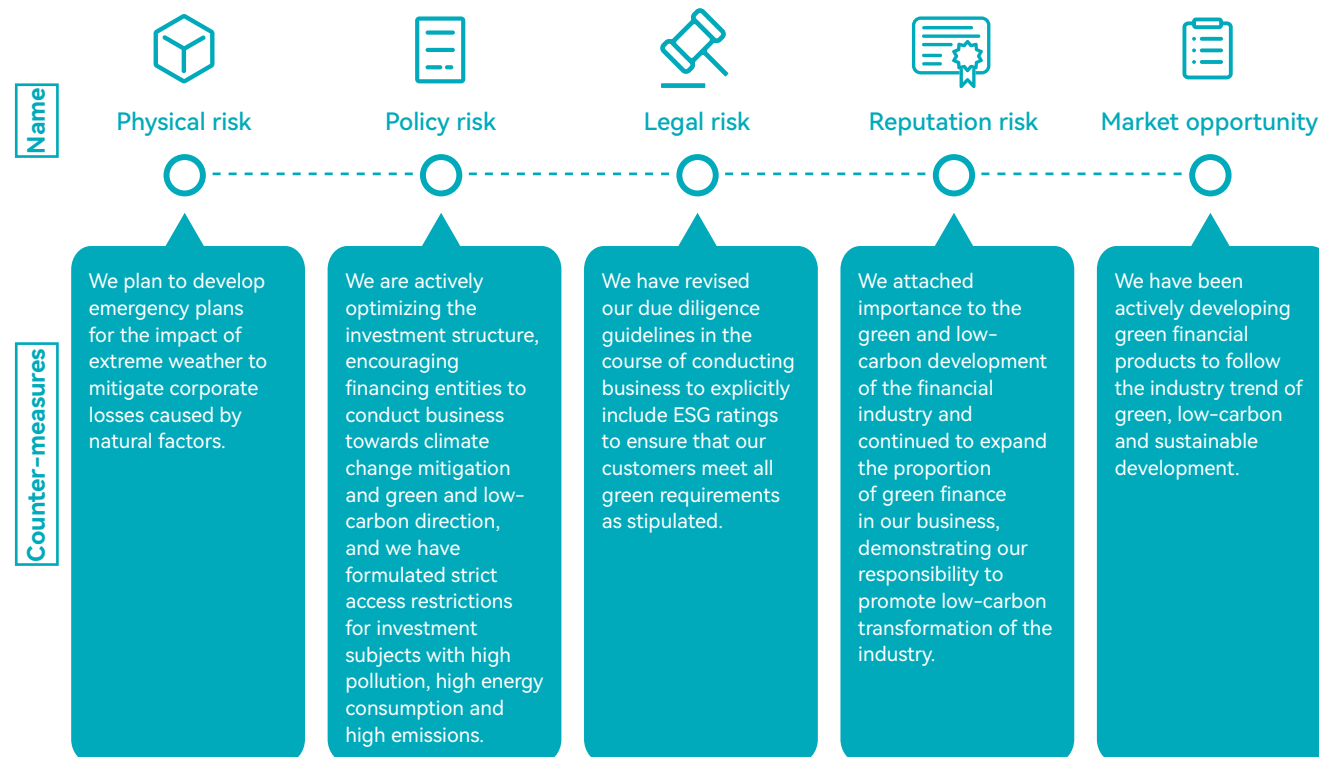 Name
Physical risk
Policy risk
Legal risk
Reputation risk
Market opportunity
Counter-measures
We plan to develop
emergency plans
for the impact of
extreme weather to
mitigate corporate
losses caused by
natural factors.
We are actively
optimizing the
investment structure,
encouraging
financing entities to
conduct business
towards climate
change mitigation
and green and low-
carbon direction,
and we have
formulated strict
access restrictions
for investment
subjects with high
pollution, high energy
consumption and
high emissions.
We have revised
our due diligence
guidelines in the
course of conducting
business to explicitly
include ESG ratings
to ensure that our
customers meet all
green requirements
as stipulated.
We attached
importance to the
green and low-
carbon development
of the financial
industry and
continued to expand
the proportion
of green finance
in our business,
demonstrating our
responsibility to
promote low-carbon
transformation of the
industry.
We have been
actively developing
green financial
products to follow
the industry trend of
green, low-carbon
and sustainable
development.